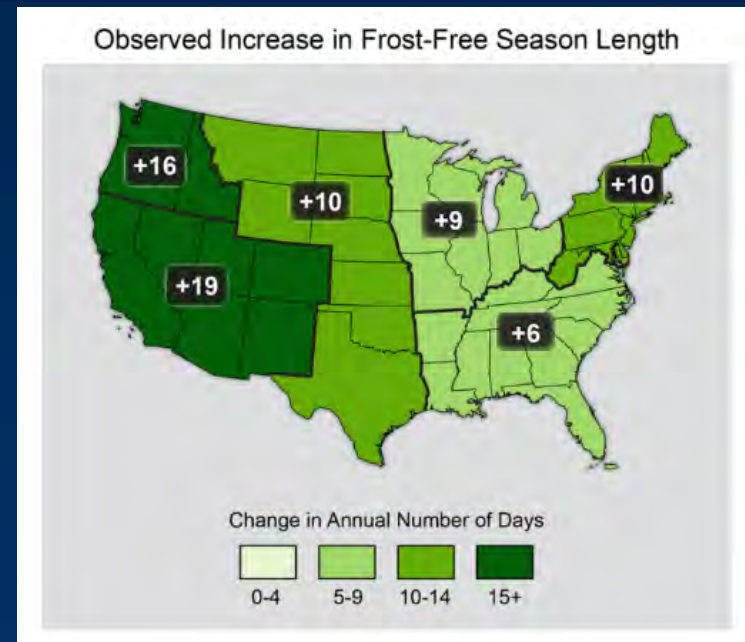 Observed Increase in Frost-Free Season Length
+16
+10
+10
+9
+19
+6
Change in Annual Number of Days
0-4 5-9 10-14 15+